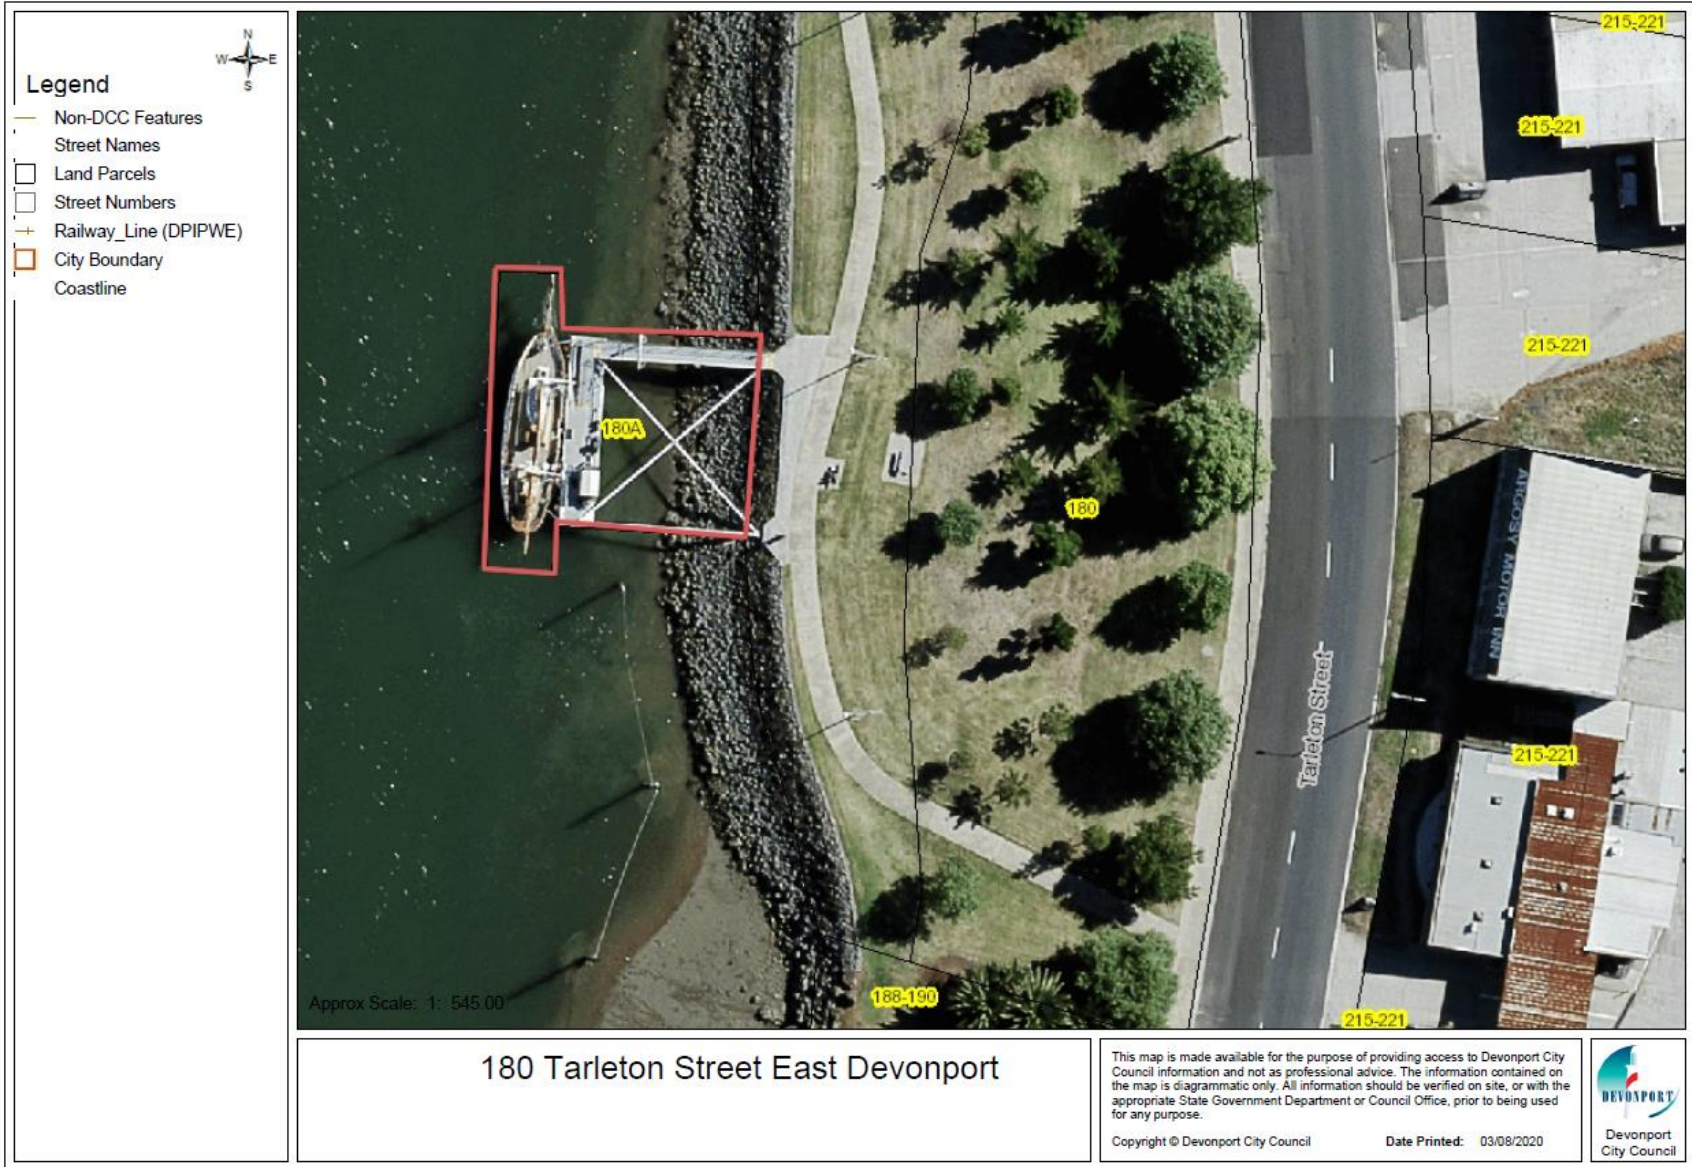 N
W E
S
Legend
Non-DCC Features
Street Names
Land Parcels
Street Numbers
Railway_Line (DPIPWE)
City Boundary
Coastline
215-221
215-221
215-221
180A
180
ARGOSY MOTOR INN
Tarleton Street
215-221
188-190
215-221
Approx Scale: 1: 545.00
180 Tarleton Street East Devonport
This map is made available for the purpose of providing access to Devonport City
Council information and not as professional advice. The information contained on
the map is diagrammatic only. All information should be verified on site, or with the
appropriate State Government Department or Council Office, prior to being used
for any purpose.
Copyright © Devonport City Council Date Printed: 03/08/2020
DEVONPORT
Devonport
City Council